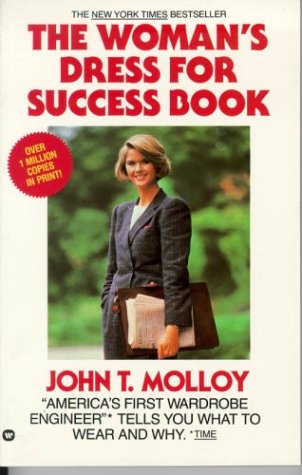 THE NEW YORK TIMES BESTSELLER
THE WOMAN'S
DRESS FOR
SUCCESS BOOK
OVER
1 MILLION
COPIES
IN PRINT!
JOHN T. MOLLOY
"AMERICA'S FIRST WARDROBE
ENGINEER"* TELLS YOU WHAT TO
WEAR AND WHY. *TIME